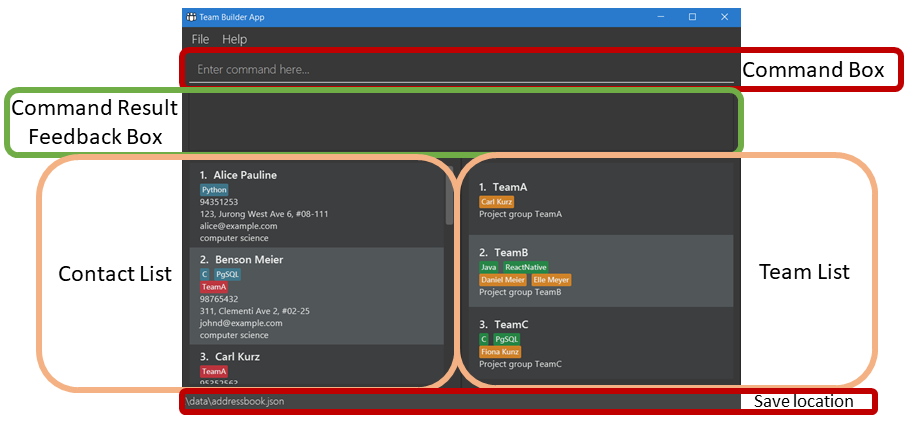 Team Builder App
File Help
Enter command here...
Command Box
Command Result
Feedback Box
Contact List
1. Alice Pauline
Python
94351253
123, Jurong West Ave 6, #08-111
alice@example.com
computer science
2. Benson Meier
C PgSQL
TeamA
98765432
311, Clementi Ave 2, #02-25
johnd@example.com
computer science
3. Carl Kurz
TeamA
95352563
1. TeamA
Carl Kurz
Project group TeamA
2. TeamB
Java ReactNative
Daniel Meier Elle Meyer
Project group TeamB
3. TeamC
C PgSQL
Fiona Kunz
Project group TeamC
Team List
\data\addressbook.json
Save location